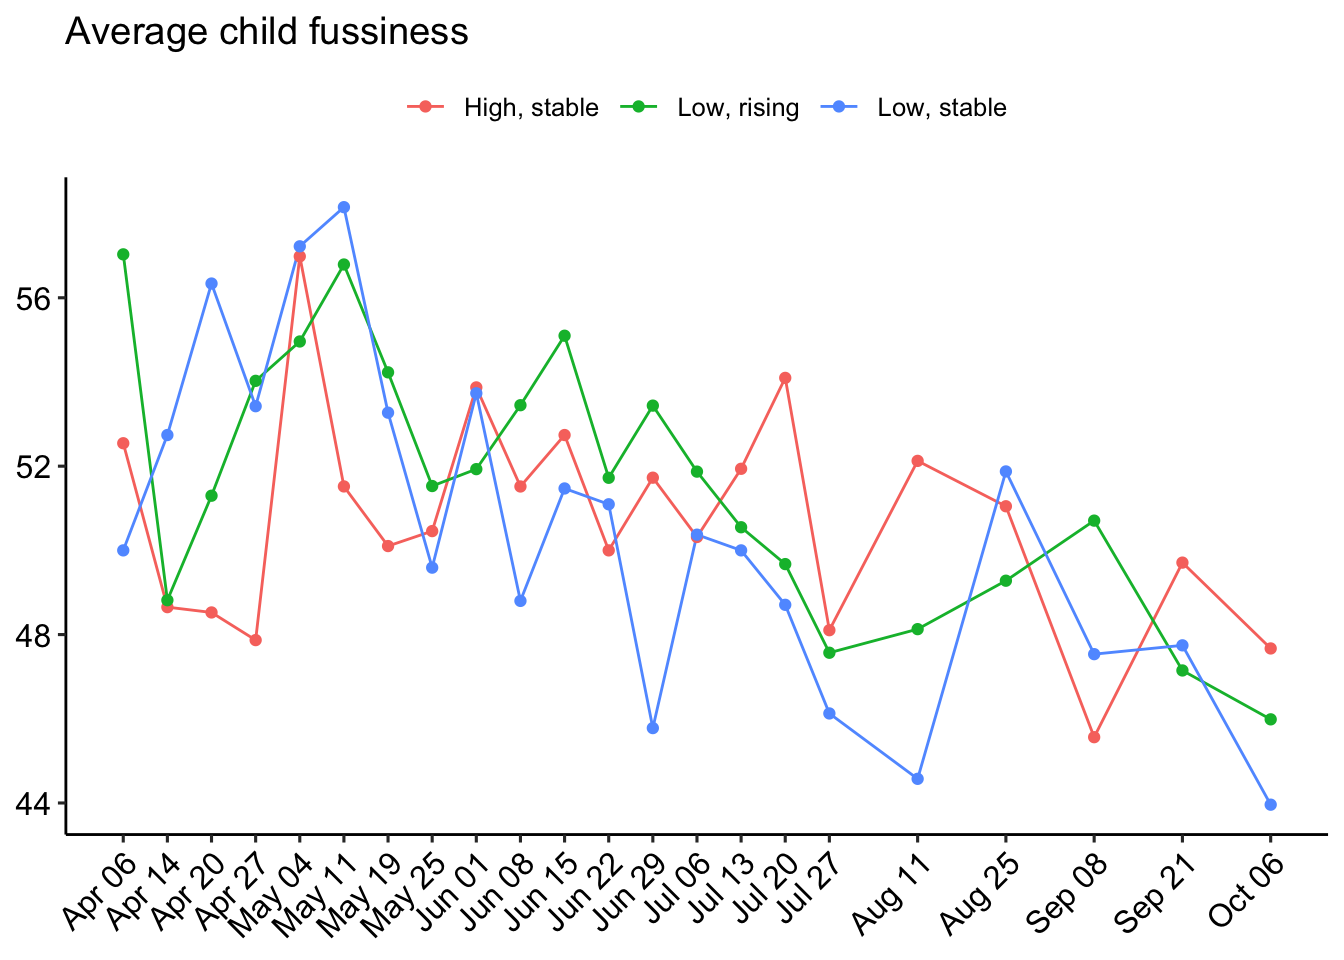 Average child fussiness
High, stable Low, rising Low, stable
56
52
48
44
Apr 06 Apr 14 Apr 20 Apr 27 May 04 May 11 May 19 May 25 Jun 01 Jun 08 Jun 15 Jun 22 Jun 29 Jul 06 Jul 13 Jul 20 Jul 27 Aug 11 Aug 25 Sep 08 Sep 21 Oct 06